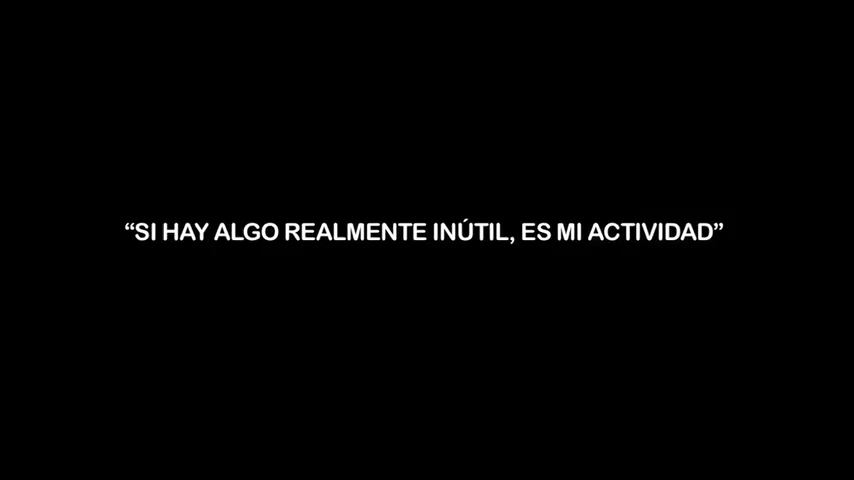 “SI HAY ALGO REALMENTE INÚTIL, ES MI ACTIVIDAD”